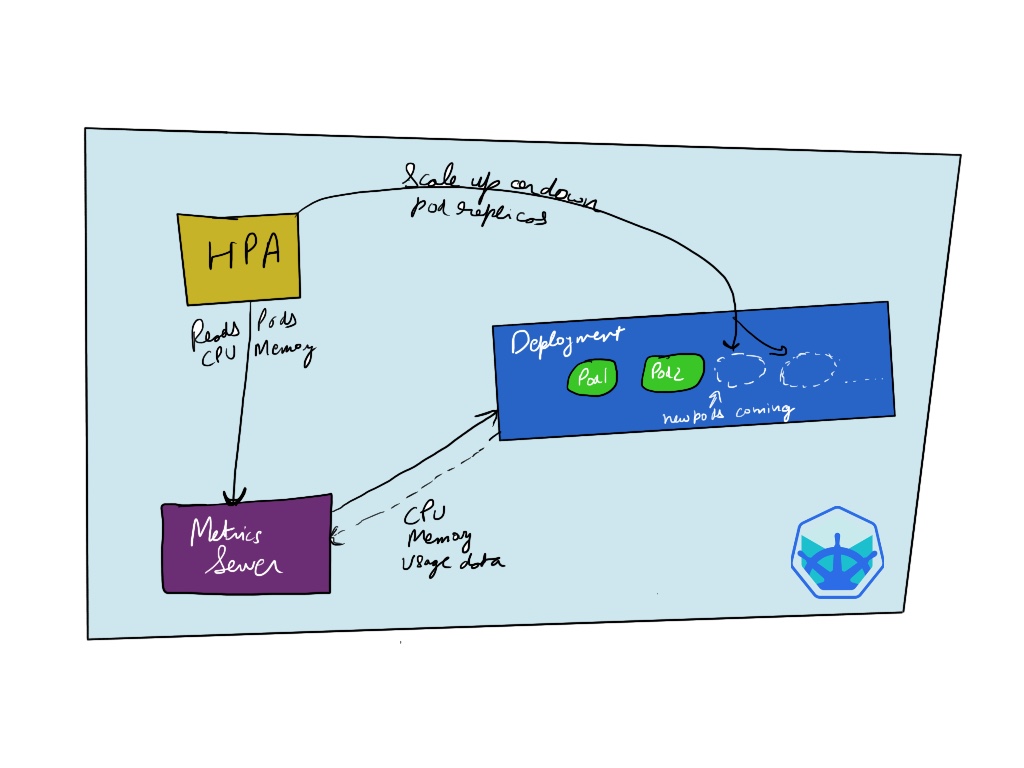 Scale up or down
pod replicas
HPA
Reads Pods
CPU Memory
Deployment
Pod1
Pod2
new pods coming
Metrics
Server
CPU
Memory
usage data